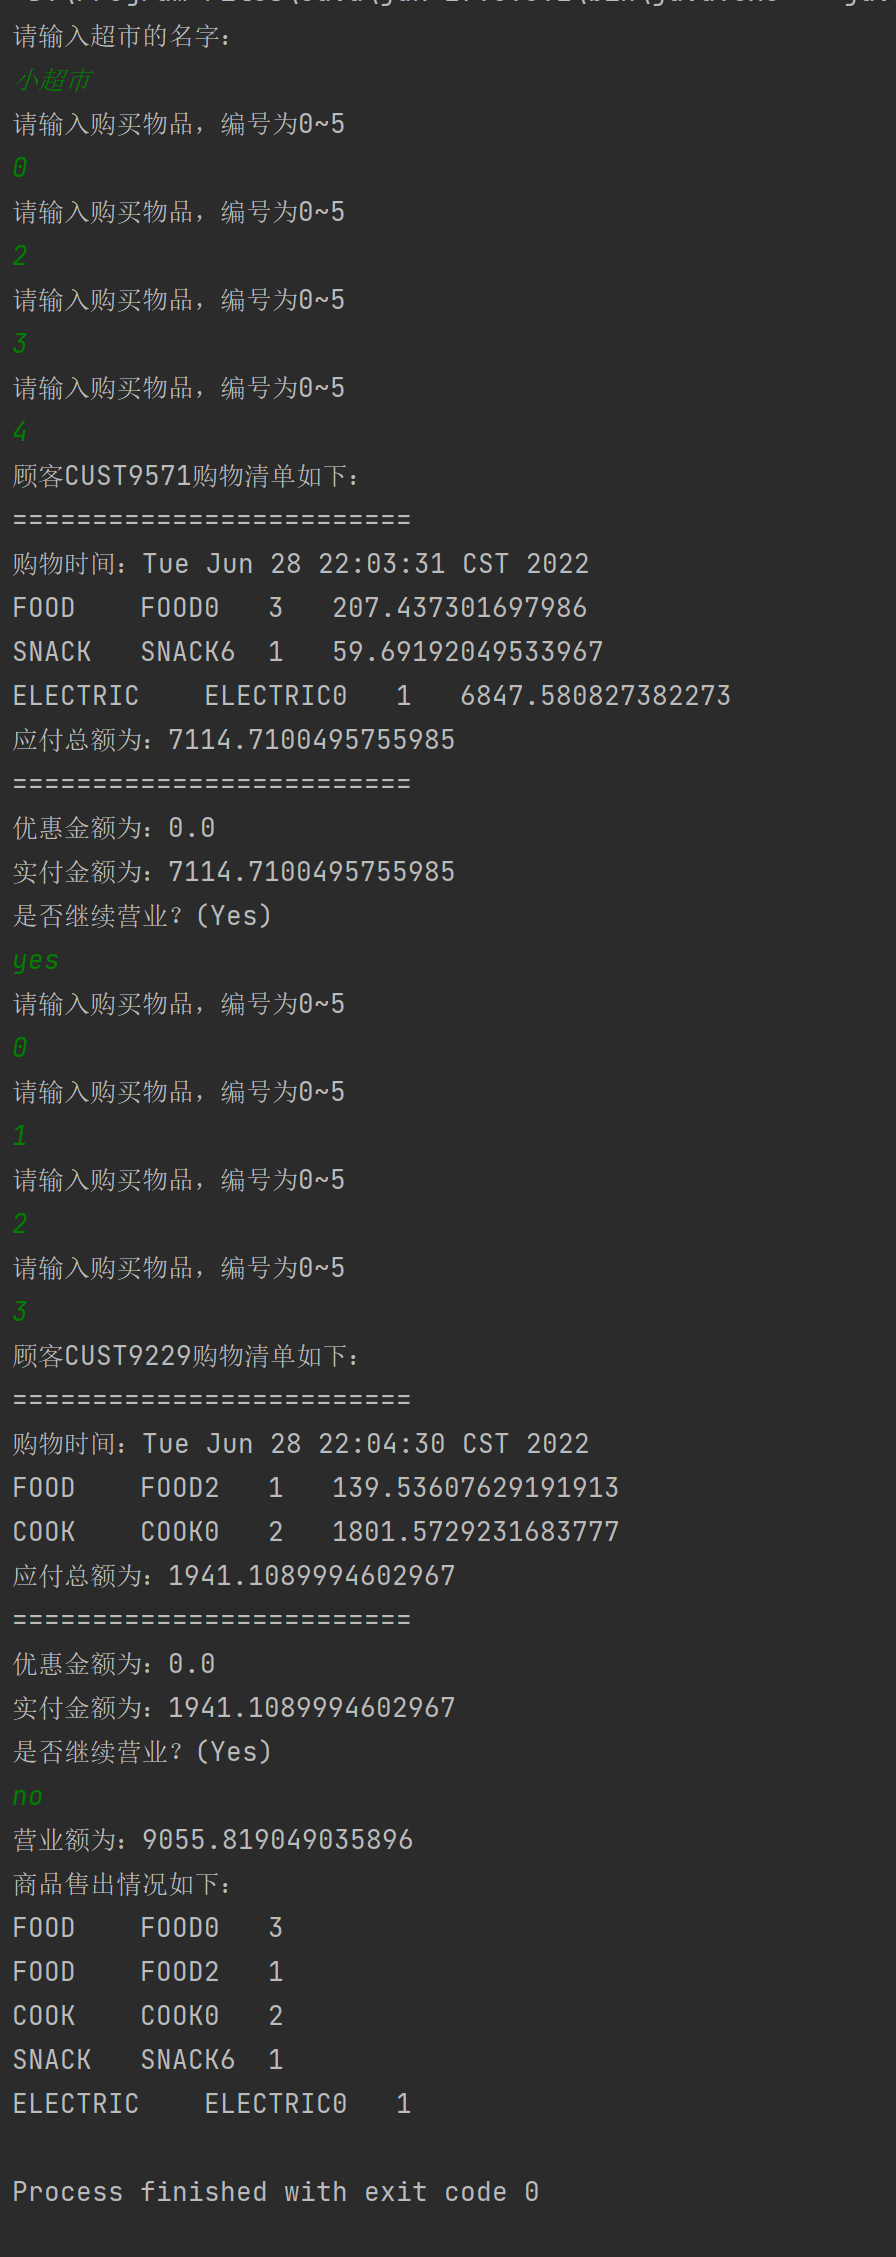 请输入超市的名字：
小超市
请输入购买物品，编号为0~5
0
请输入购买物品，编号为0~5
2
请输入购买物品，编号为0~5
3
请输入购买物品，编号为0~5
4
顾客CUST9571购物清单如下：
=========================
购物时间：Tue Jun 28 22:03:31 CST 2022
FOOD    FOOD0   3   207.437301697986
SNACK   SNACK6  1   59.69192049533967
ELECTRIC    ELECTRIC0   1   6847.580827382273
应付总额为：7114.7100495755985
=========================
优惠金额为：0.0
实付金额为：7114.7100495755985
是否继续营业？(Yes)
yes
请输入购买物品，编号为0~5
0
请输入购买物品，编号为0~5
1
请输入购买物品，编号为0~5
2
请输入购买物品，编号为0~5
3
顾客CUST9229购物清单如下：
=========================
购物时间：Tue Jun 28 22:04:30 CST 2022
FOOD    FOOD2   1   139.53607629191913
COOK    COOK0   2   1801.5729231683777
应付总额为：1941.1089994602967
=========================
优惠金额为：0.0
实付金额为：1941.1089994602967
是否继续营业？(Yes)
no
营业额为：9055.819049035896
商品售出情况如下：
FOOD    FOOD0   3
FOOD    FOOD2   1
COOK    COOK0   2
SNACK   SNACK6  1
ELECTRIC    ELECTRIC0   1
Process finished with exit code 0